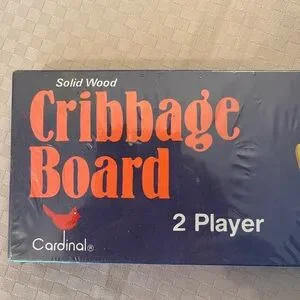 Solid Wood
Cribbage
Board
2 Player
Cardinal®